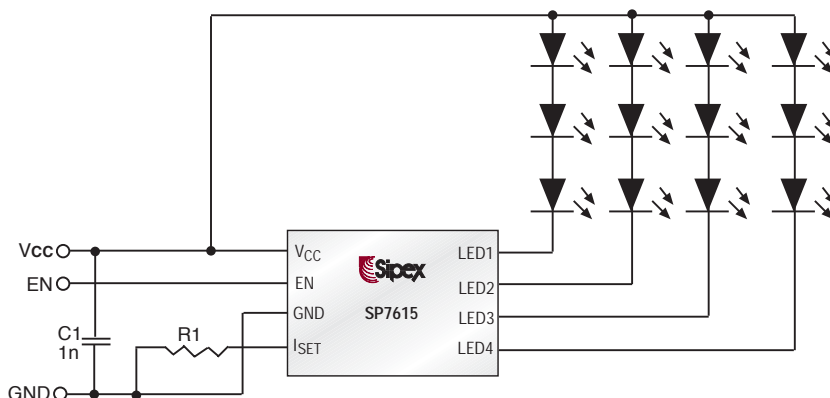 Vcc
EN
C1
1n
GND
R1
VCC
EN
GND
ISET
Sipex
SP7615
LED1
LED2
LED3
LED4